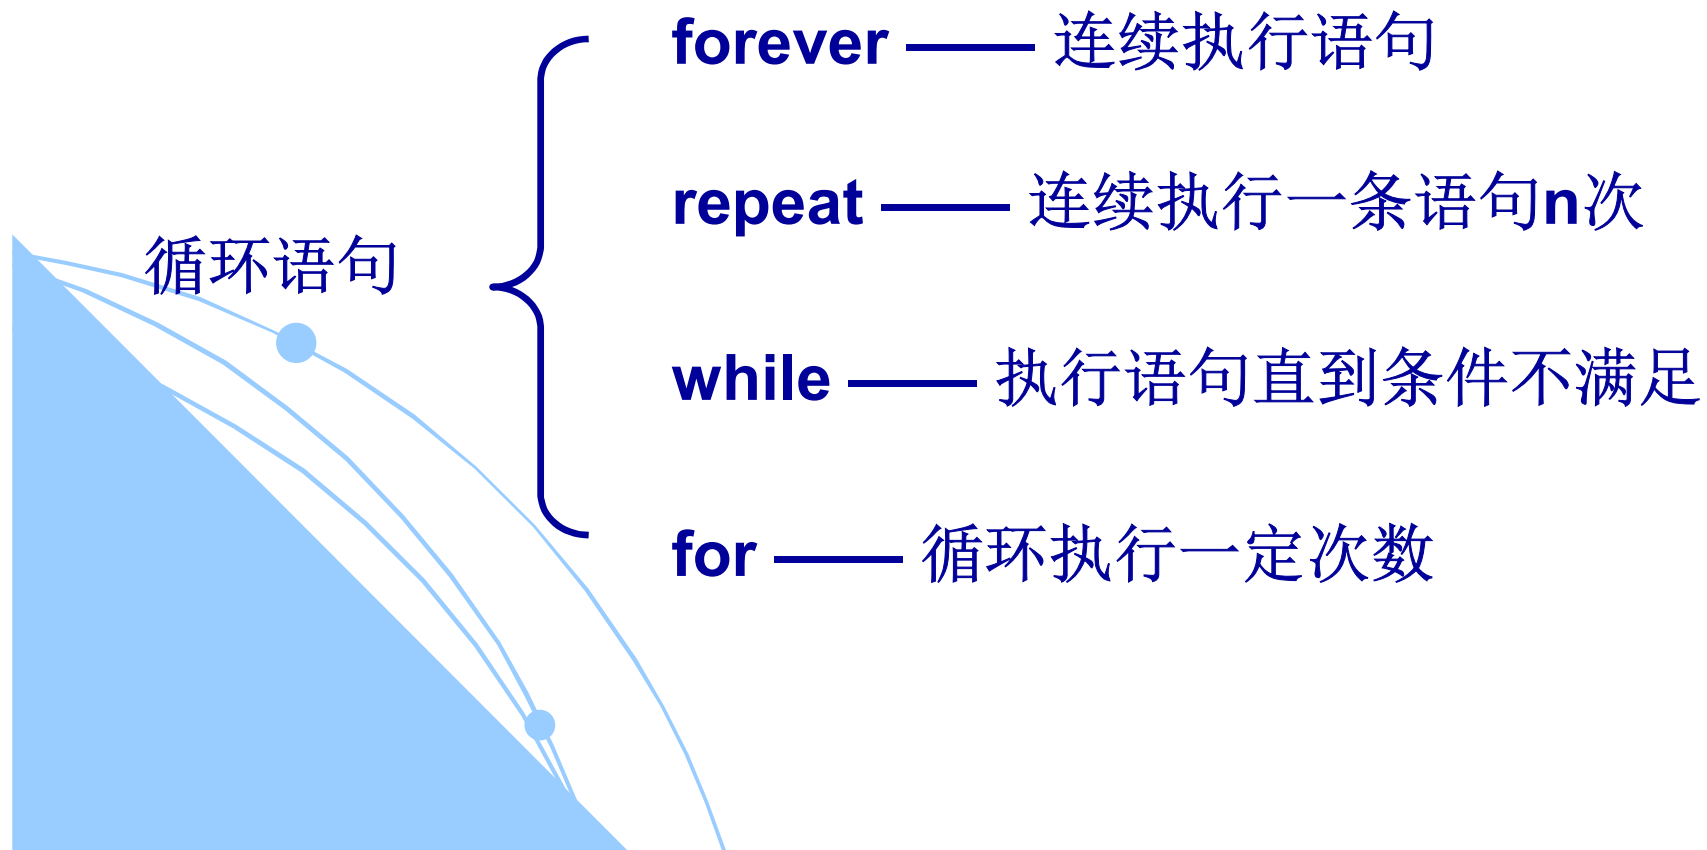 forever —— 连续执行语句
repeat —— 连续执行一条语句n次
循环语句
while —— 执行语句直到条件不满足
for —— 循环执行一定次数